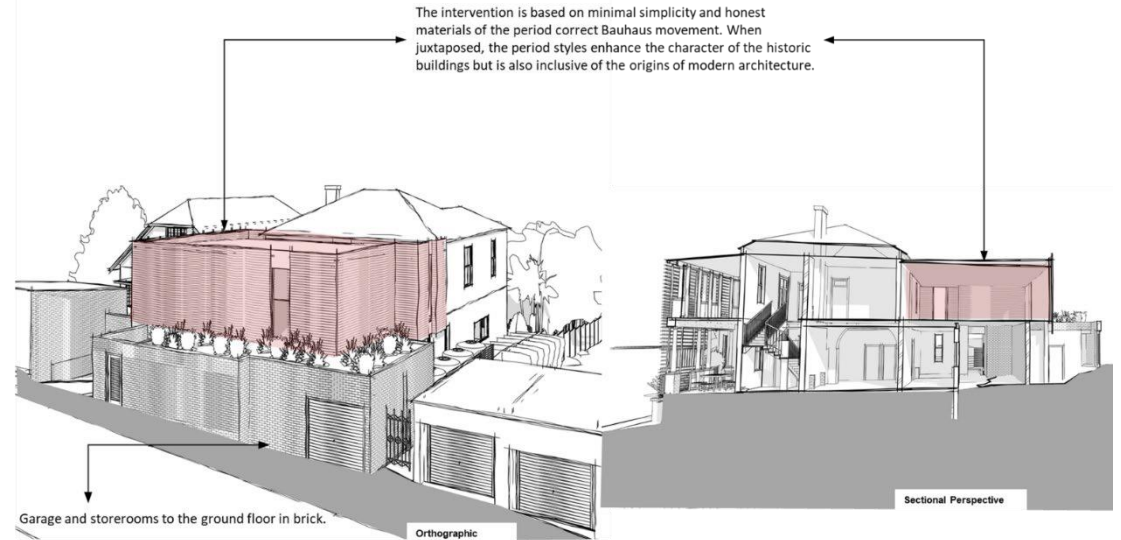 The intervention is based on minimal simplicity and honest
materials of the period correct Bauhaus movement. When
juxtaposed, the period styles enhance the character of the historic
buildings but is also inclusive of the origins of modern architecture.
Sectional Perspective
Garage and storerooms to the ground floor in brick.
Orthographic